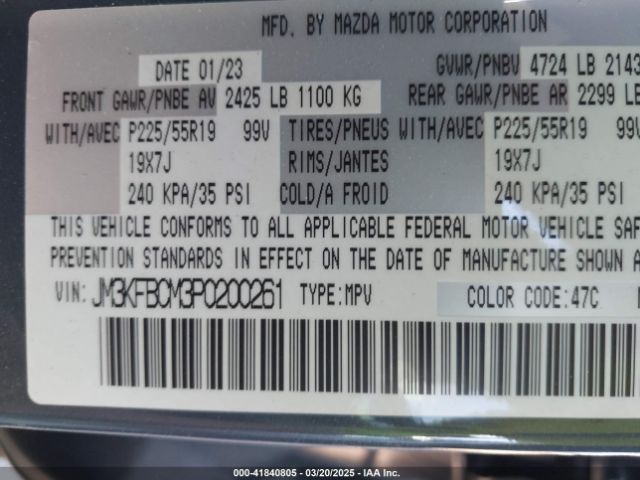 MFD. BY MAZDA MOTOR CORPORATION
DATE 01/23 GVWR/PNBV 4724 LB 2143
FRONT GAWR/PNBE AV 2425 LB 1100 KG REAR GAWR/PNBE AR 2299 LB
WITH/AVEC P225/55R19 99V TIRES/PNEUS WITH/AVEC P225/55R19 99V
19X7J RIMS/JANTES 19X7J
240 KPA/35 PSI COLD/A FROID 240 KPA/35 PSI
THIS VEHICLE CONFORMS TO ALL APPLICABLE FEDERAL MOTOR VEHICLE SAF
PREVENTION STANDARDS IN EFFECT ON THE DATE OF MANUFACTURE SHOWN A
VIN: JM3KFBCM3P0200261 TYPE:MPV COLOR CODE:47C
000-41840805 — 03/20/2025 — IAA Inc.